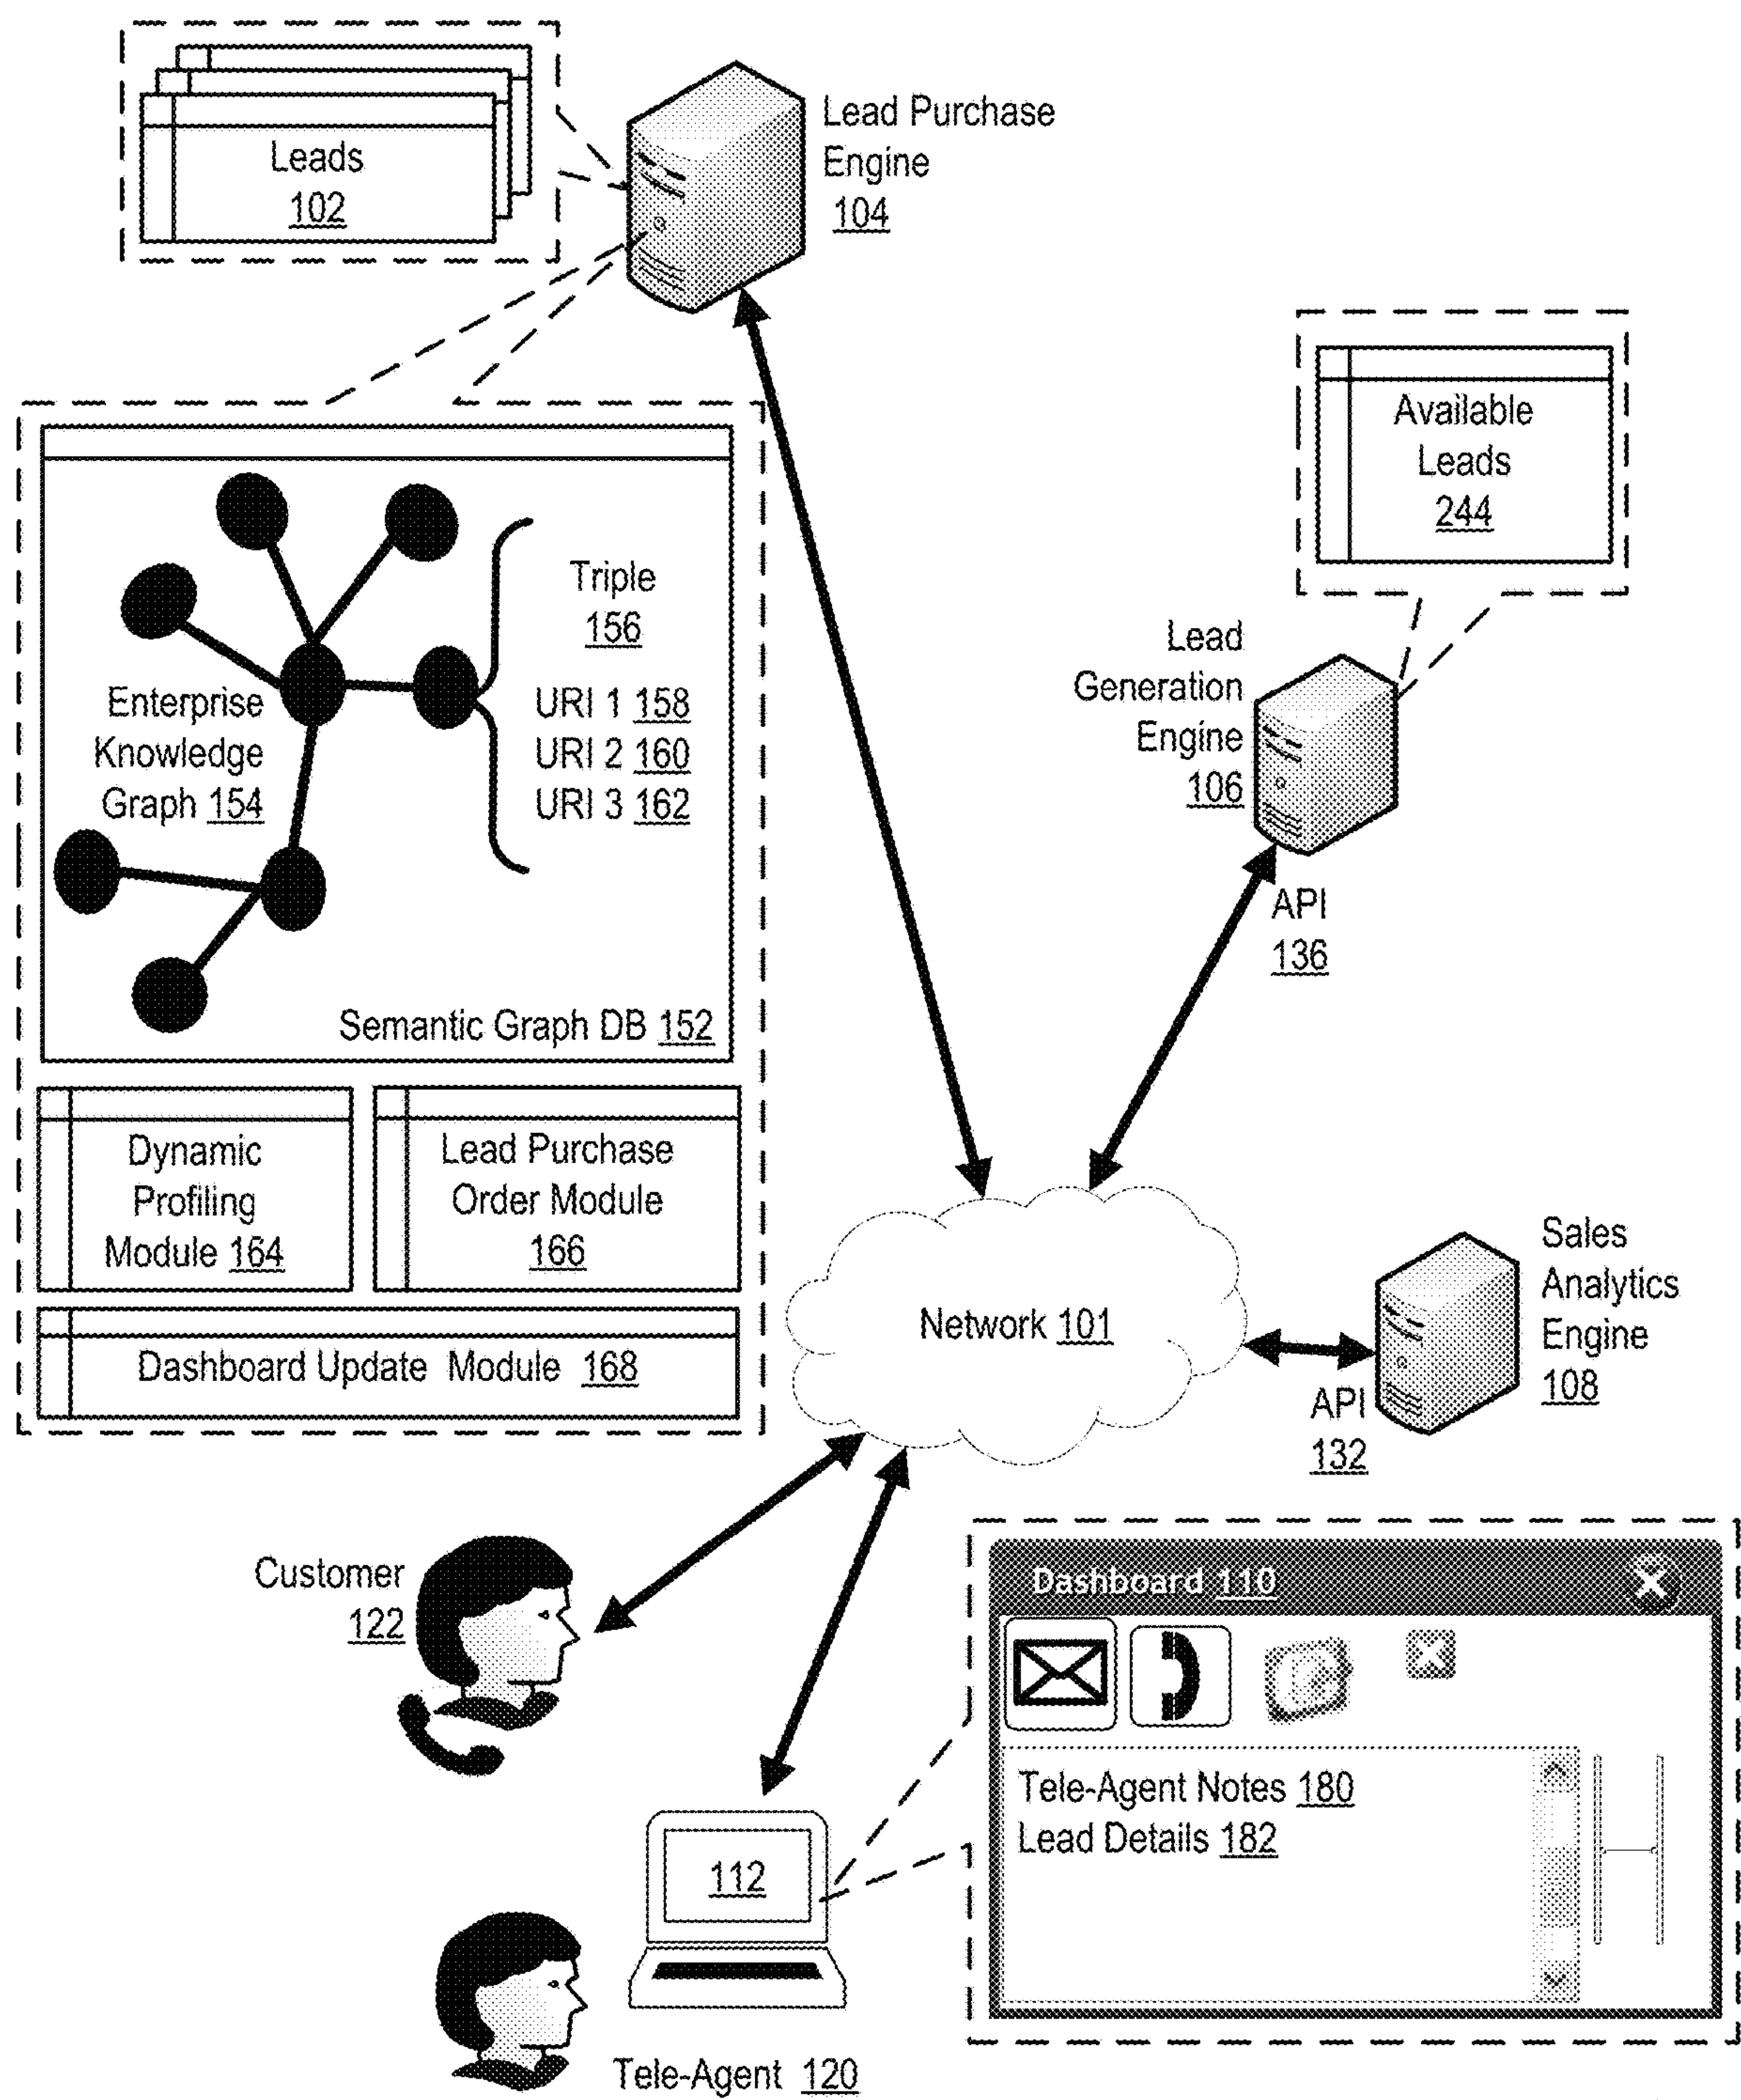 Leads
102
Lead Purchase
Engine
104
Available
Leads
244
Triple
156
URI 1 158
URI 2 160
URI 3 162
Enterprise
Knowledge
Graph 154
Semantic Graph DB 152
Lead
Generation
Engine
106
API
136
Dynamic
Profiling
Module 164
Lead Purchase
Order Module
166
Dashboard Update Module 168
Network 101
Sales
Analytics
Engine
108
API
132
Customer
122
Dashboard 110
Tele-Agent Notes 180
Lead Details 182
112
Tele-Agent 120